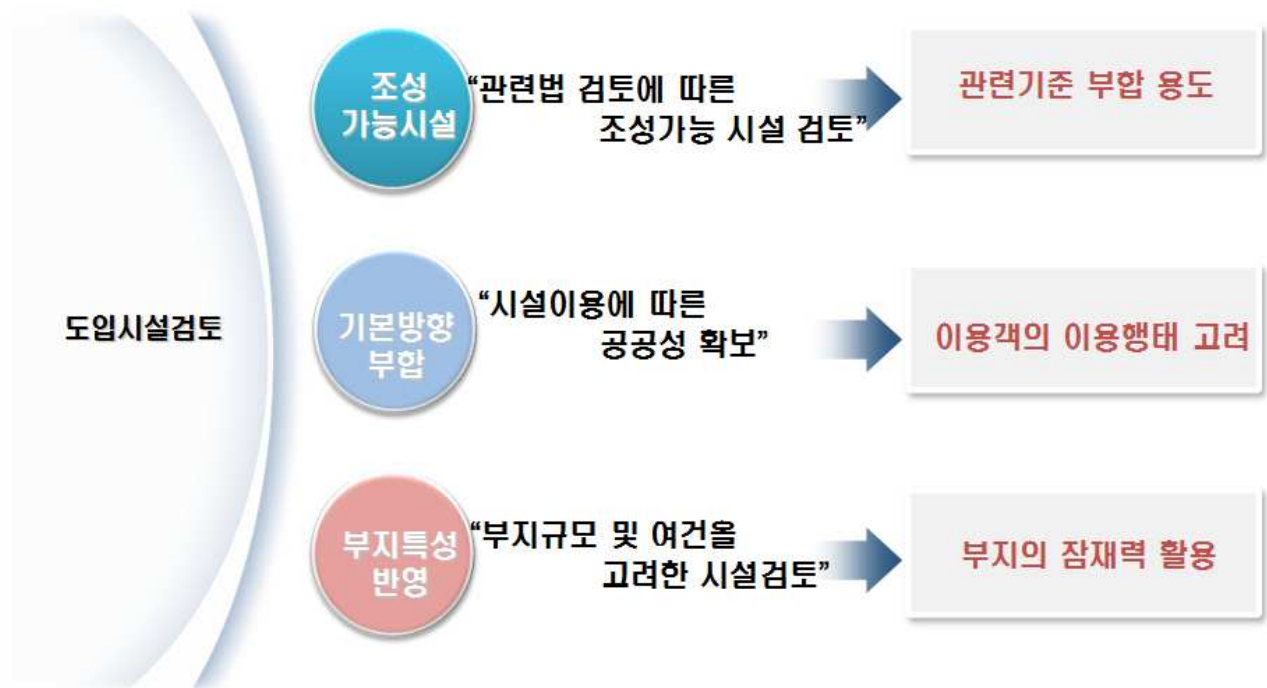 도입시설검토
조성
가능시설
“관련법 검토에 따른
조성가능 시설 검토”
관련기준 부합 용도
기본방향
부합
“시설이용에 따른
공공성 확보”
이용객의 이용행태 고려
부지특성
반영
“부지규모 및 여건을
고려한 시설검토”
부지의 잠재력 활용